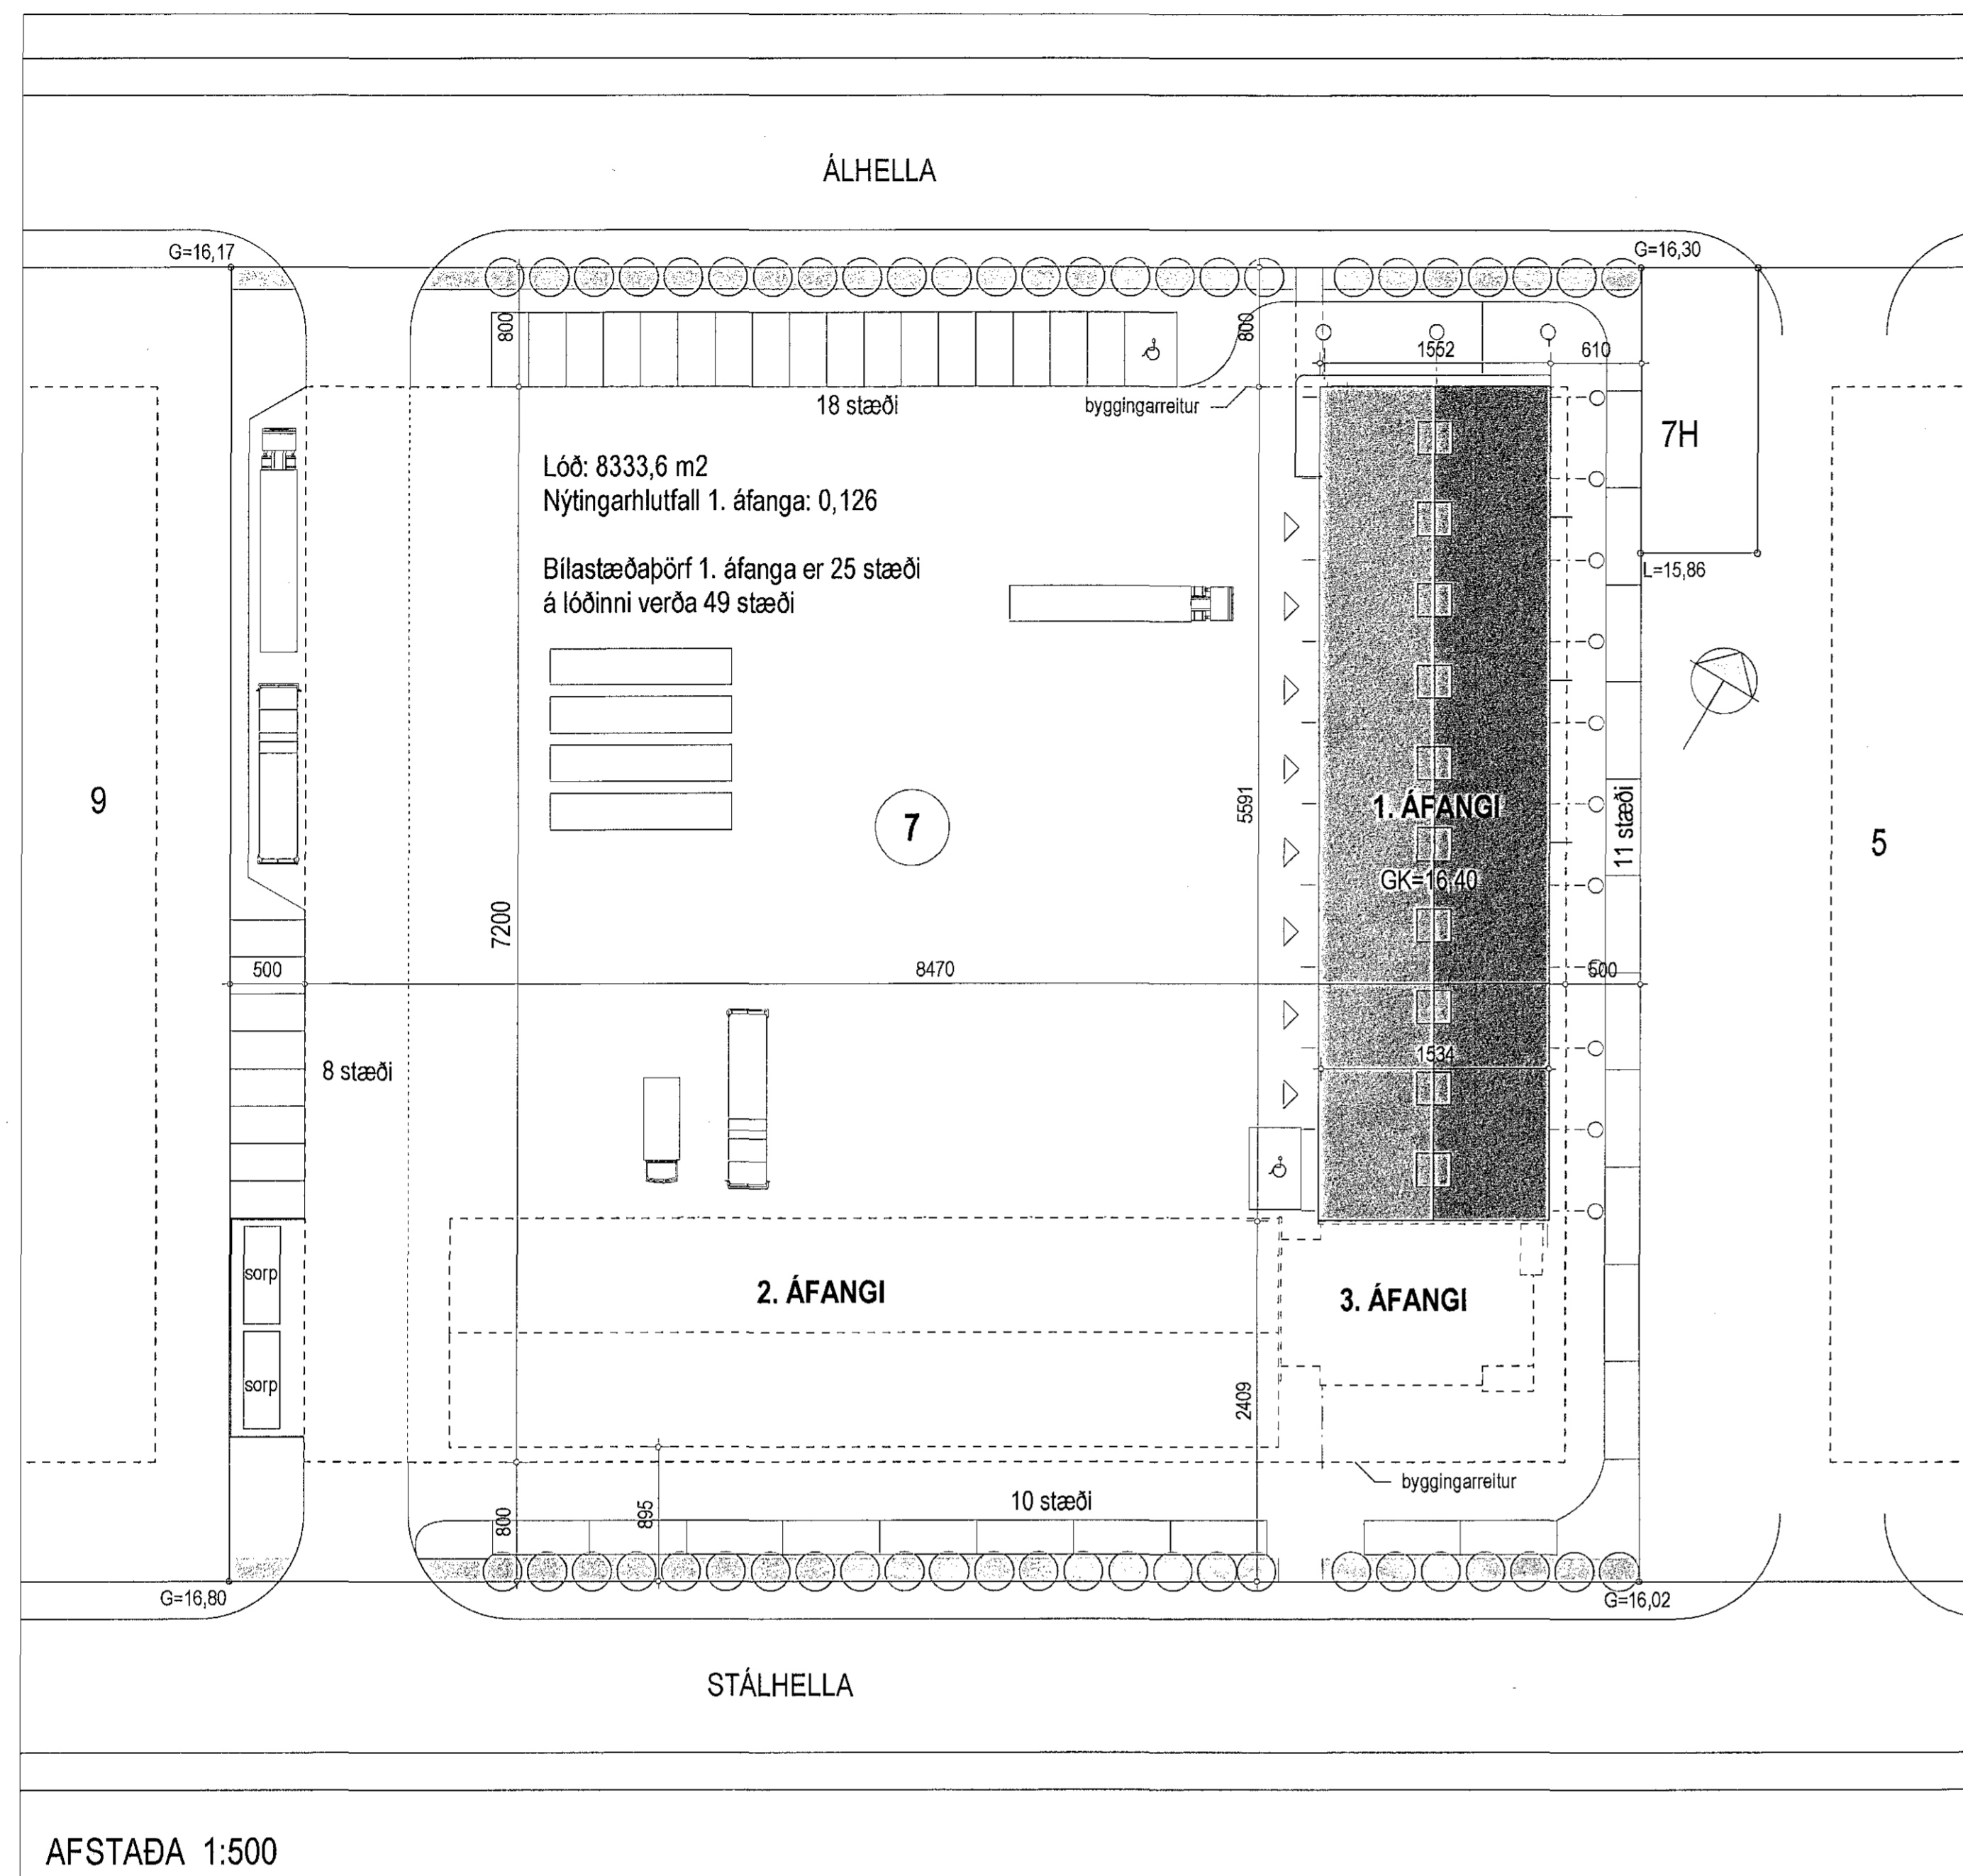 ÁLHELLA
G=16,17
G=16,30
800
800
1552
610
18 stæði
byggingarreitur
7H
Lóð: 8333,6 m2
Nýtingarhlutfall 1. áfanga: 0,126
Bílastæðaþörf 1. áfanga er 25 stæði
á lóðinni verða 49 stæði
L=15,86
9
7
5591
1. ÁFANGI
11 stæði
5
GK=16,40
7200
500
8470
500
8 stæði
1534
sorp
2. ÁFANGI
3. ÁFANGI
sorp
2409
byggingarreitur
800
895
10 stæði
G=16,80
G=16,02
STÁLHELLA
AFSTAÐA 1:500